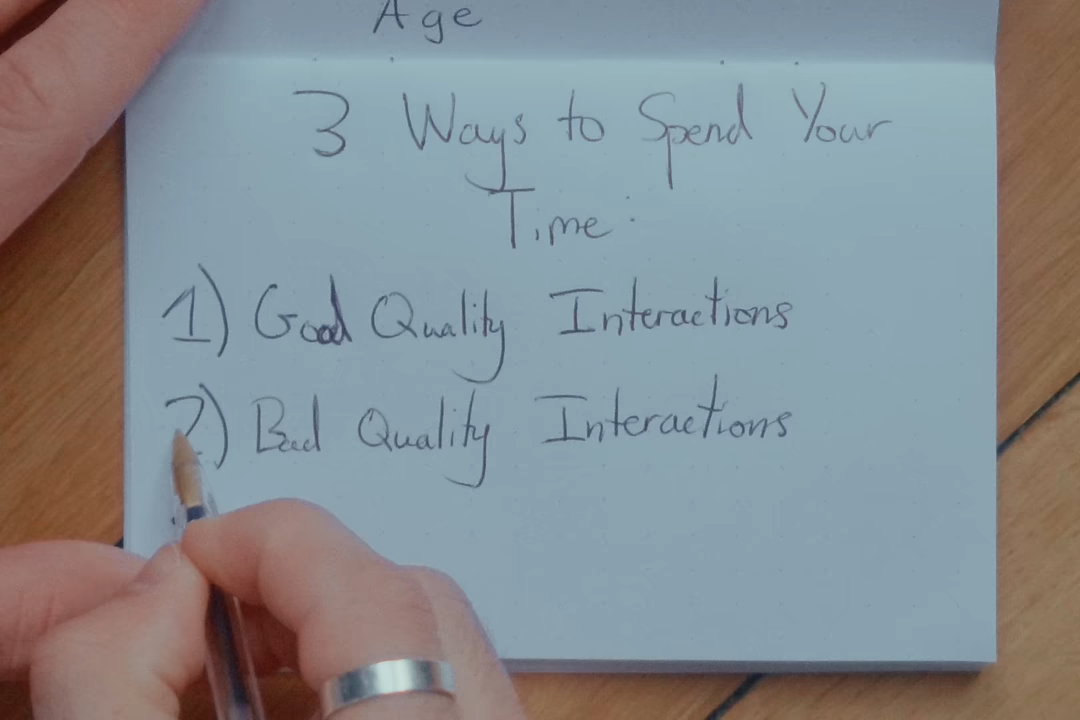 Age
3 Ways to Spend Your
Time:
1) Good Quality Interactions
2) Bad Quality Interactions